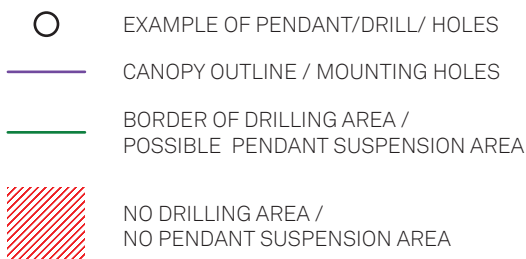 EXAMPLE OF PENDANT/DRILL/ HOLES
CANOPY OUTLINE / MOUNTING HOLES
BORDER OF DRILLING AREA /
POSSIBLE PENDANT SUSPENSION AREA
NO DRILLING AREA /
NO PENDANT SUSPENSION AREA